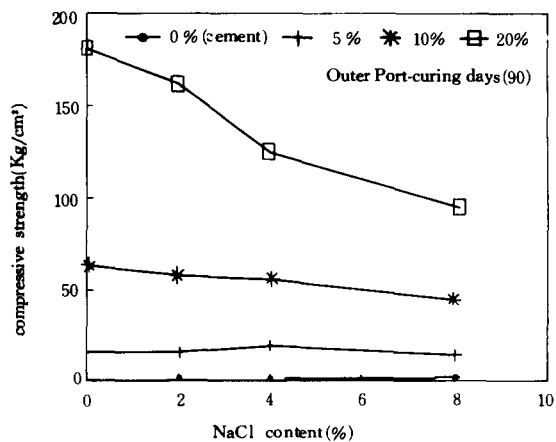 200
0 % (cement) 5 % 10% 20%
Outer Port-curing days (90)
150
100
50
0
0 2 4 6 8 10
compressive strength(Kg/cm²)
NaCl content(%)